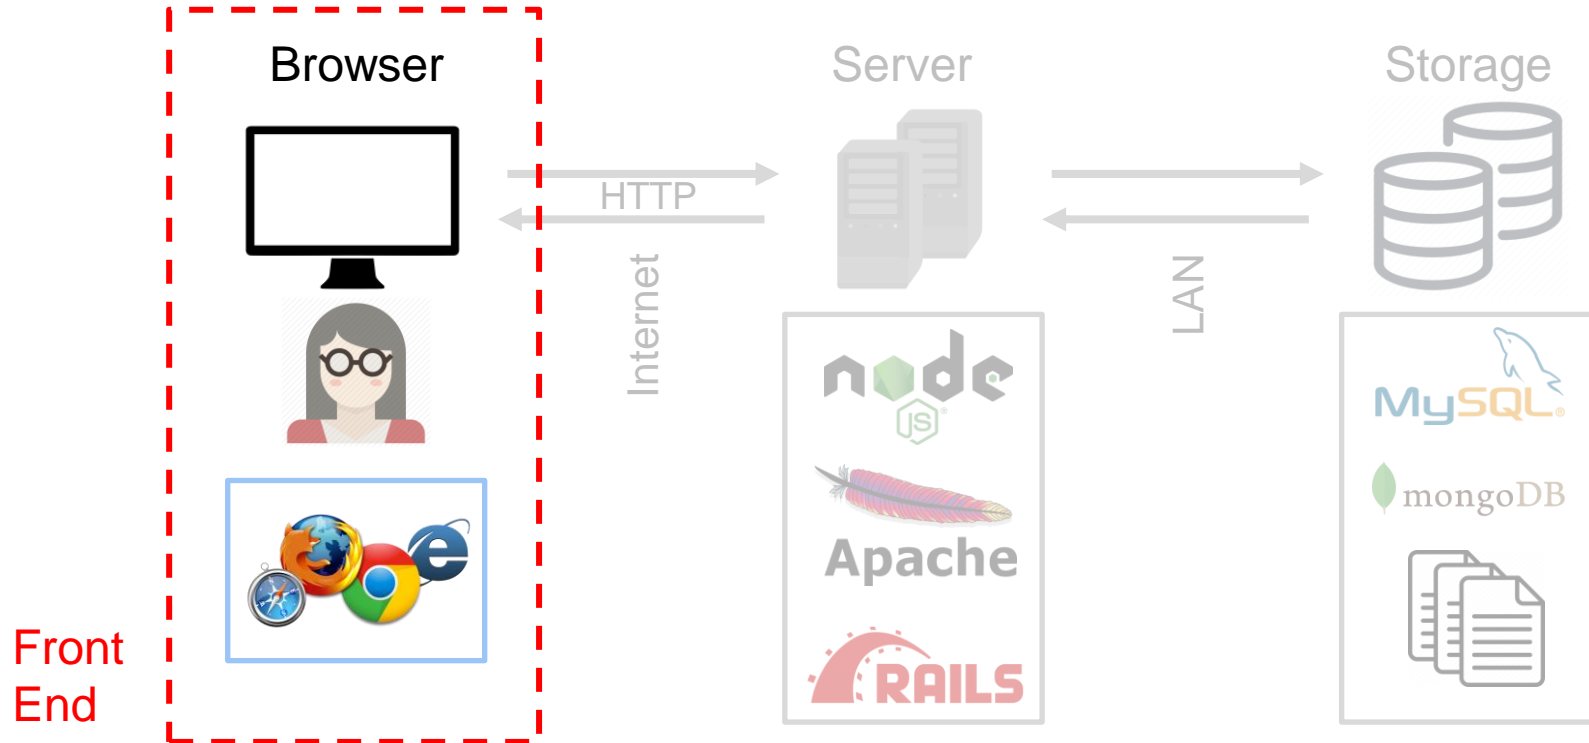 Browser
Server
Storage
HTTP
Internet
LAN
node
JS
Apache
RAILS
MySQL®
mongoDB
Front
End